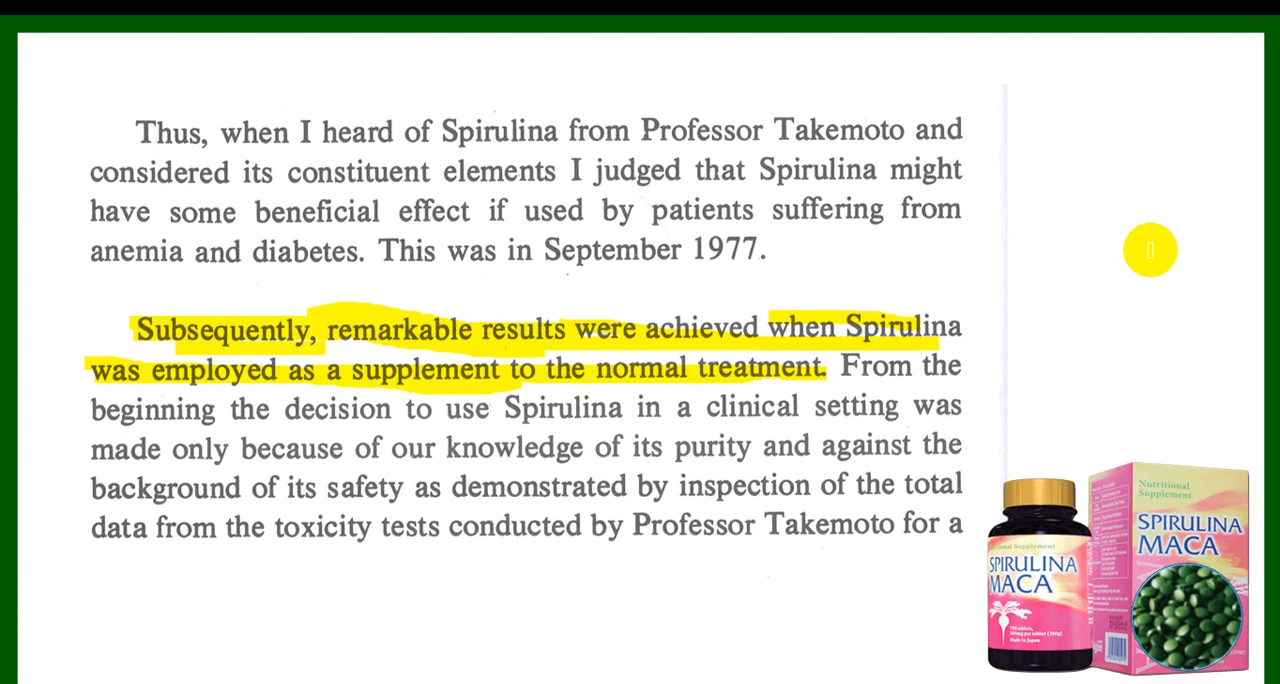 Thus, when I heard of Spirulina from Professor Takemoto and
considered its constituent elements I judged that Spirulina might
have some beneficial effect if used by patients suffering from
anemia and diabetes. This was in September 1977.
Subsequently, remarkable results were achieved when Spirulina
was employed as a supplement to the normal treatment. From the
beginning the decision to use Spirulina in a clinical setting was
made only because of our knowledge of its purity and against the
background of its safety as demonstrated by inspection of the total
data from the toxicity tests conducted by Professor Takemoto for a
Nutritional
Supplement
SPIRULINA
MACA
Supplement
SPIRULINA
MACA
Made in Japan